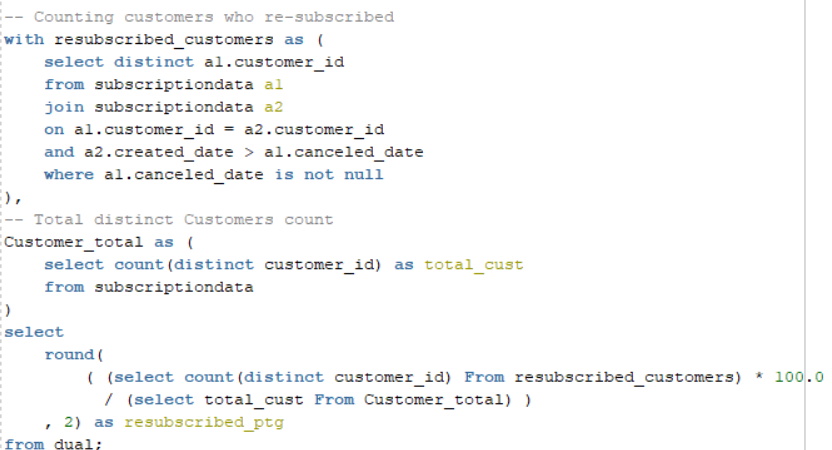 -- Counting customers who re-subscribed
with resubscribed_customers as (
    select distinct a1.customer_id
    from subscriptiondata a1
    join subscriptiondata a2
    on a1.customer_id = a2.customer_id
    and a2.created_date > a1.canceled_date
    where a1.canceled_date is not null
),
-- Total distinct Customers count
Customer_total as (
    select count(distinct customer_id) as total_cust
    from subscriptiondata
)
select
    round(
        ( (select count(distinct customer_id) From resubscribed_customers) * 100.0
          / (select total_cust From Customer_total) )
    , 2) as resubscribed_ptg
from dual;